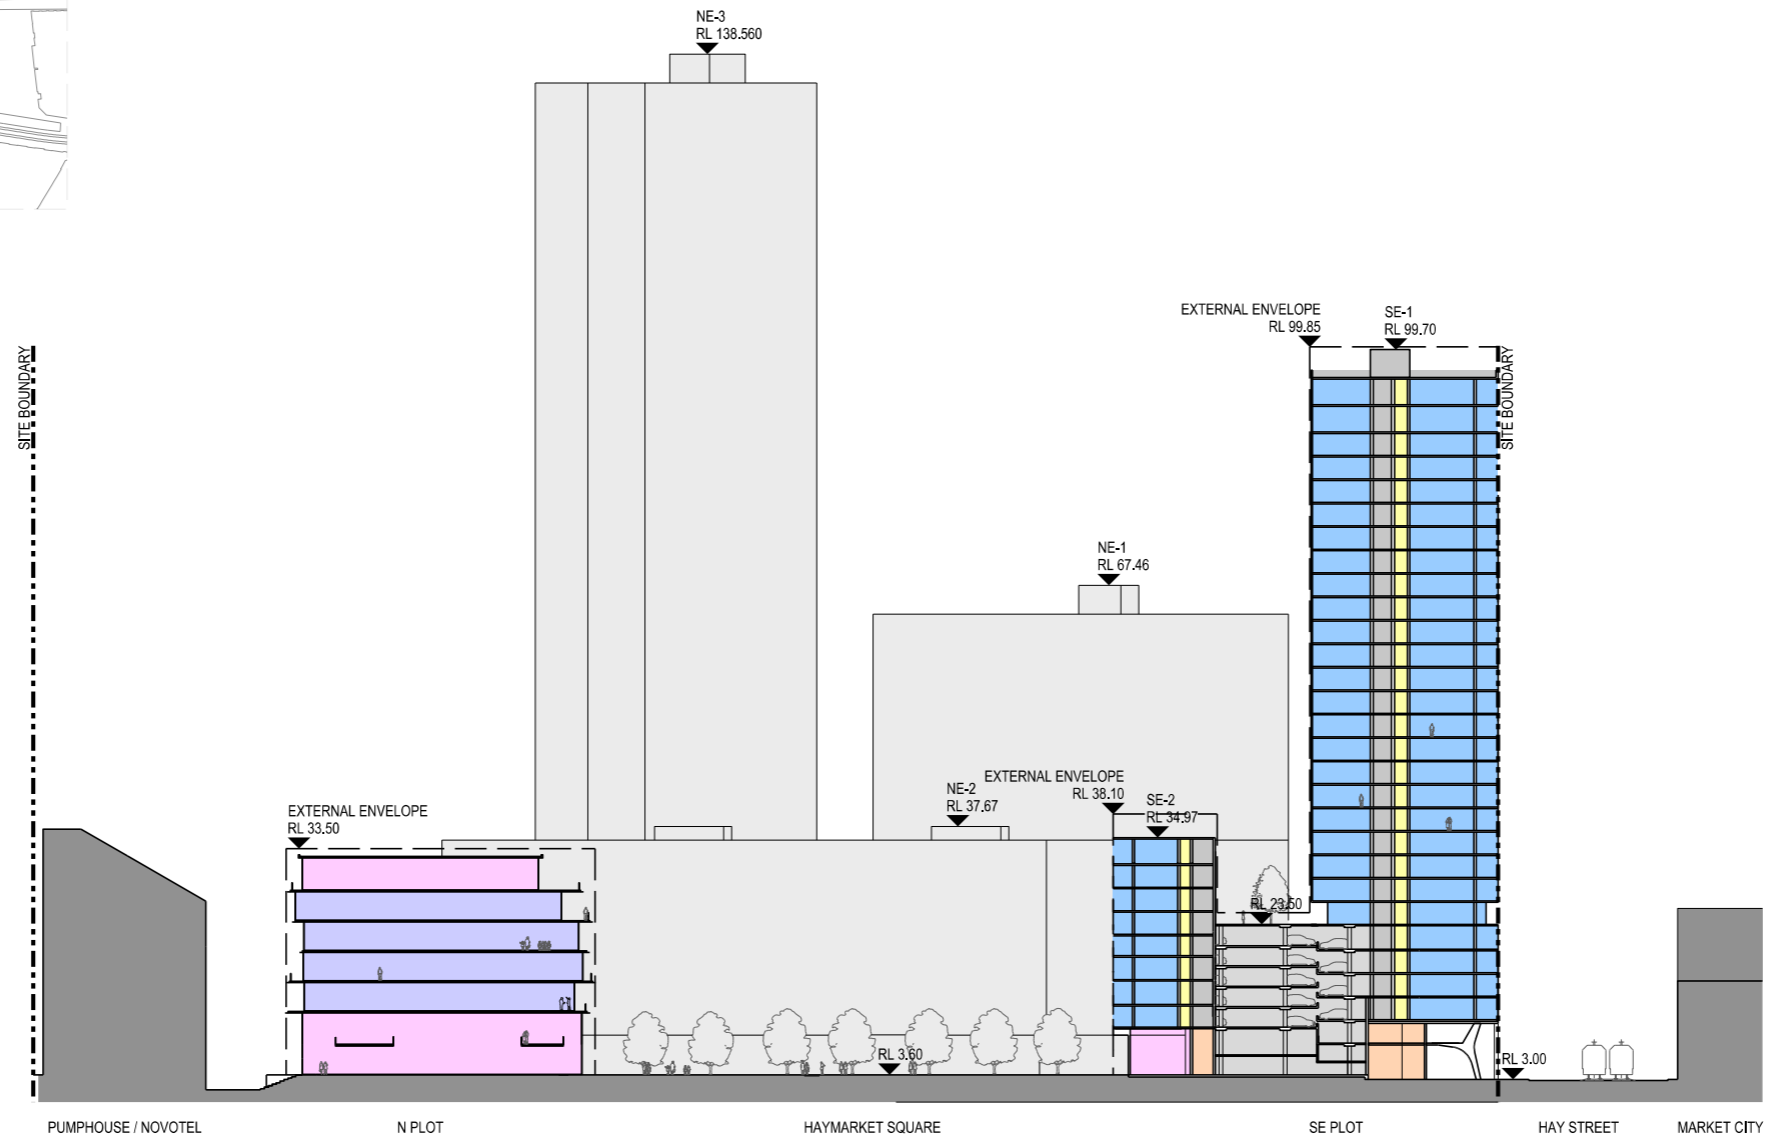 NE-3
RL 138.560
EXTERNAL ENVELOPE
RL 99.85
SE-1
RL 99.70
SITE BOUNDARY
SITE BOUNDARY
NE-1
RL 67.46
EXTERNAL ENVELOPE
RL 38.10
NE-2
RL 37.67
SE-2
RL 34.97
EXTERNAL ENVELOPE
RL 33.50
RL 23.50
RL 3.60
RL 3.00
PUMPHOUSE / NOVOTEL
N PLOT
HAYMARKET SQUARE
SE PLOT
HAY STREET
MARKET CITY